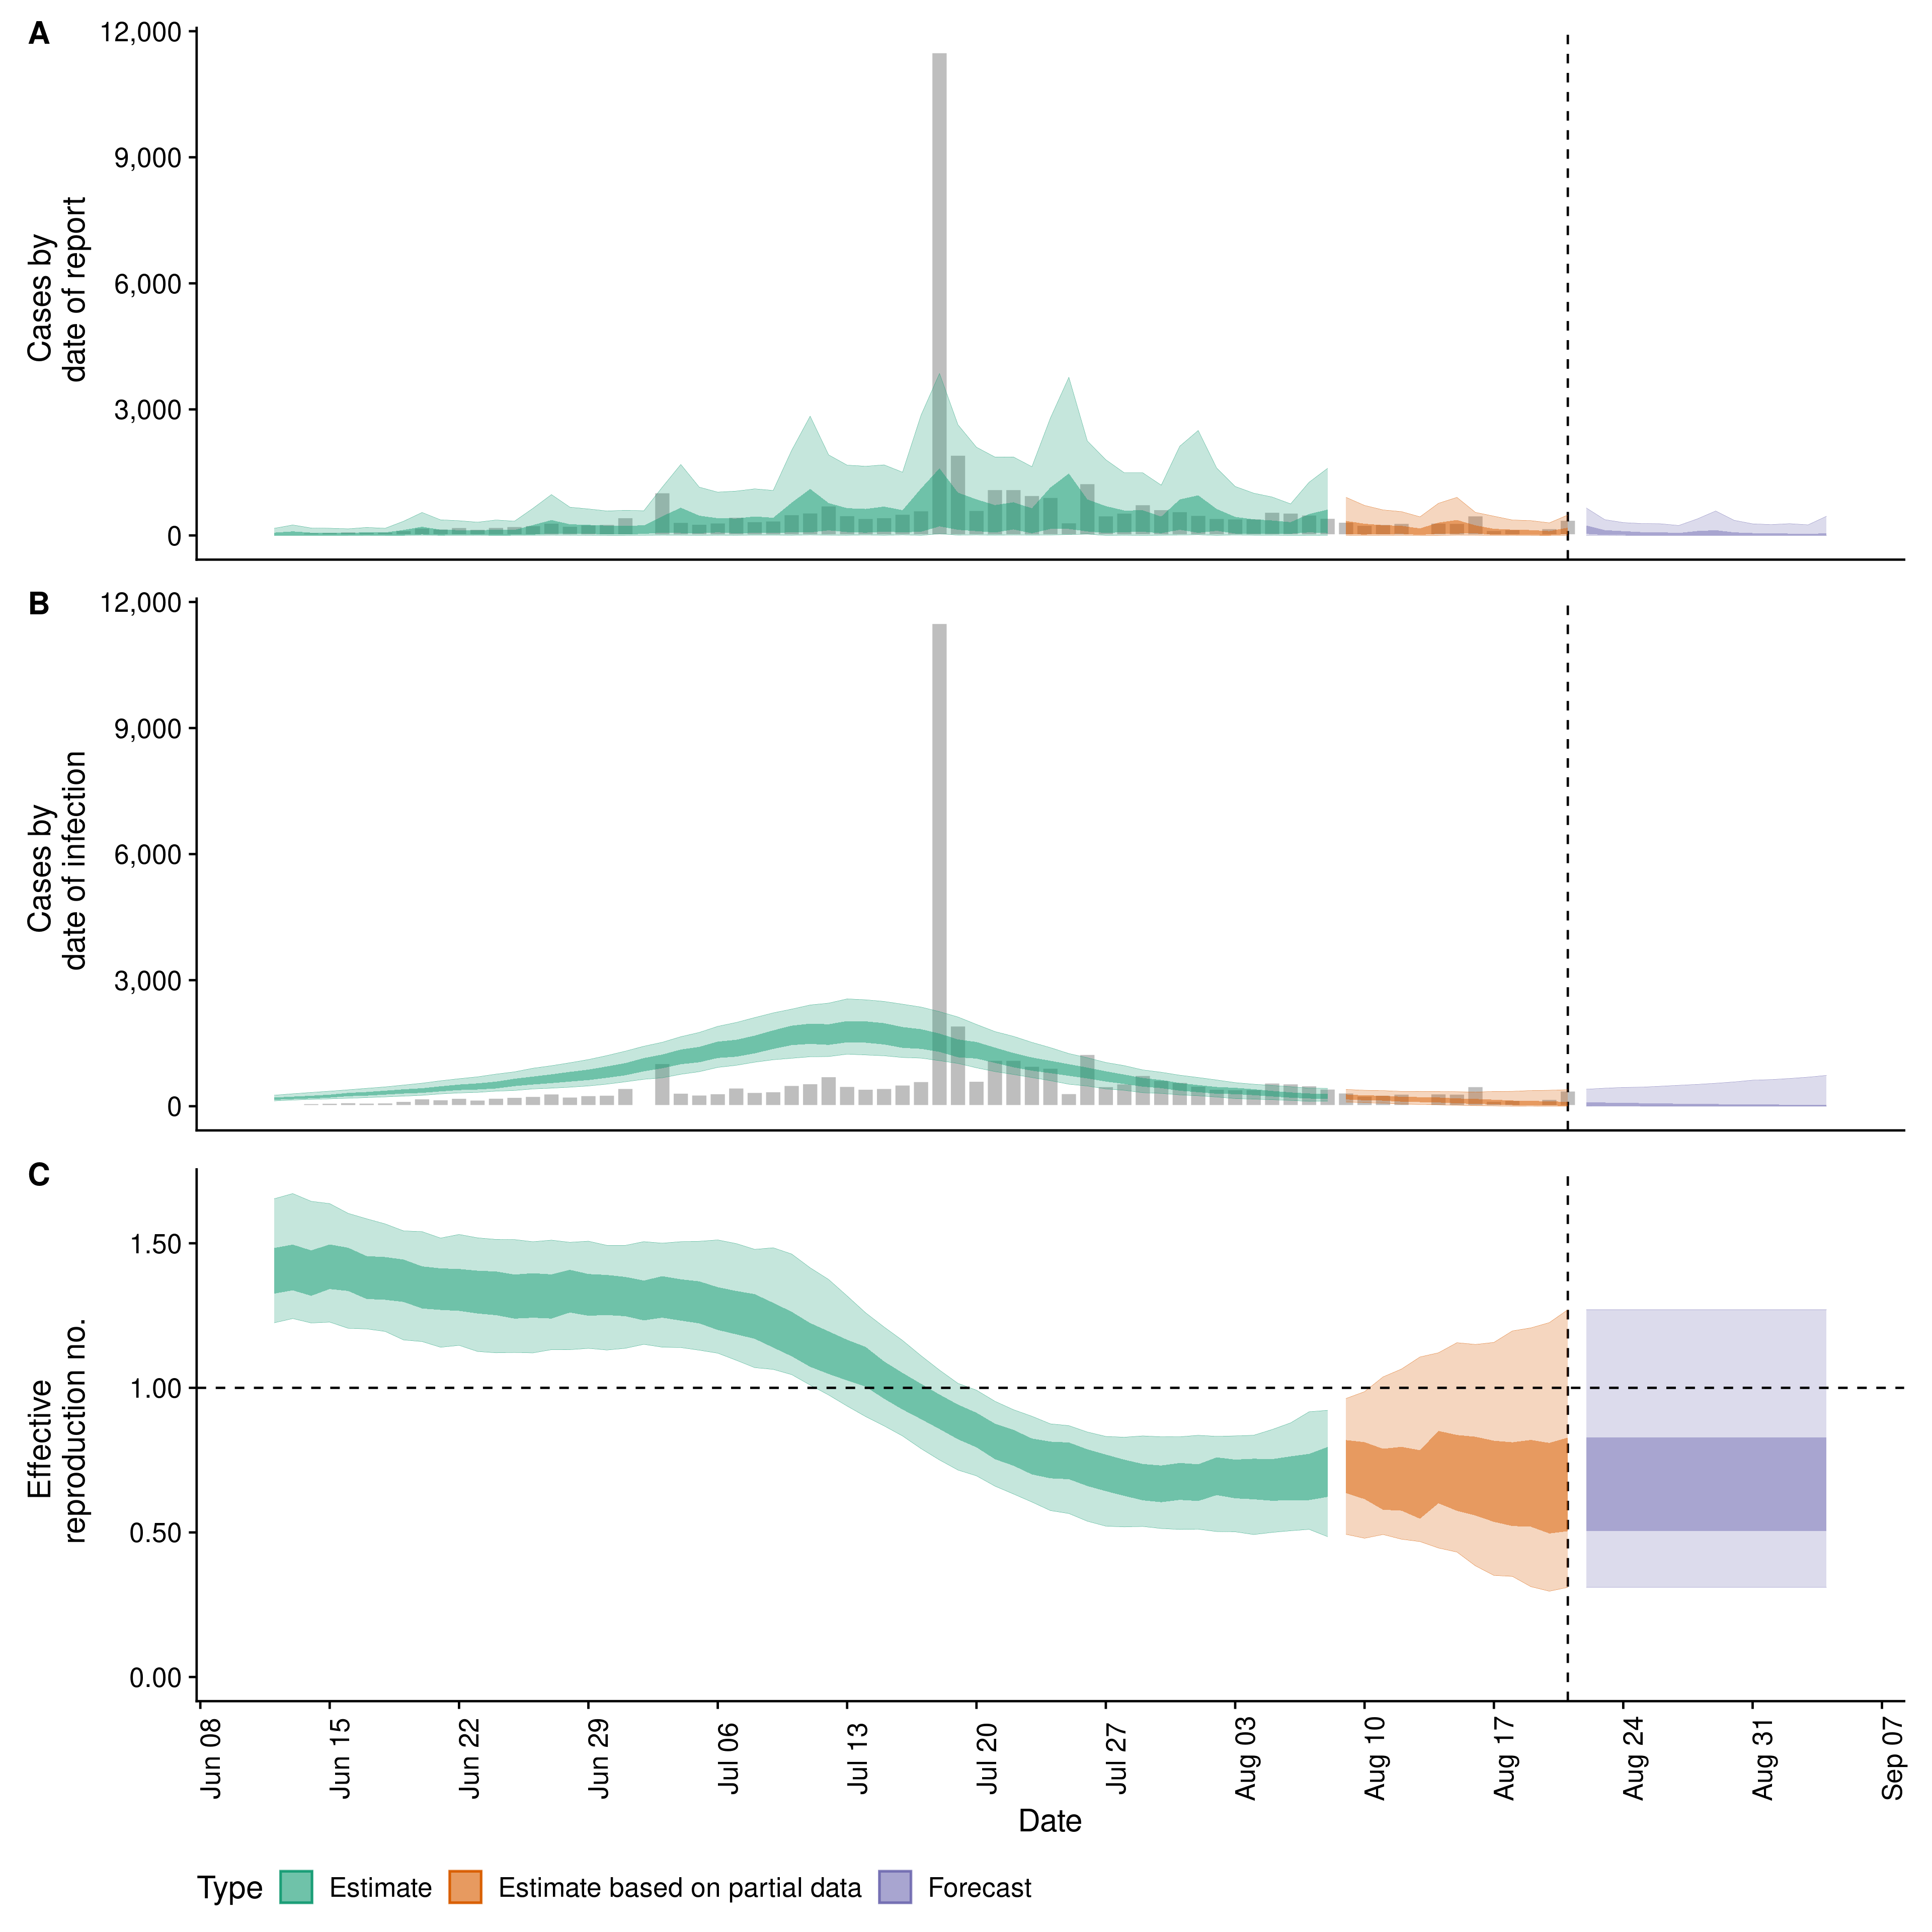 A
12,000
9,000
6,000
3,000
0
Cases by
date of report
B
12,000
9,000
6,000
3,000
0
Cases by
date of infection
C
1.50
1.00
0.50
0.00
Effective
reproduction no.
Jun 08
Jun 15
Jun 22
Jun 29
Jul 06
Jul 13
Jul 20
Jul 27
Aug 03
Aug 10
Aug 17
Aug 24
Aug 31
Sep 07
Date
Type Estimate Estimate based on partial data Forecast